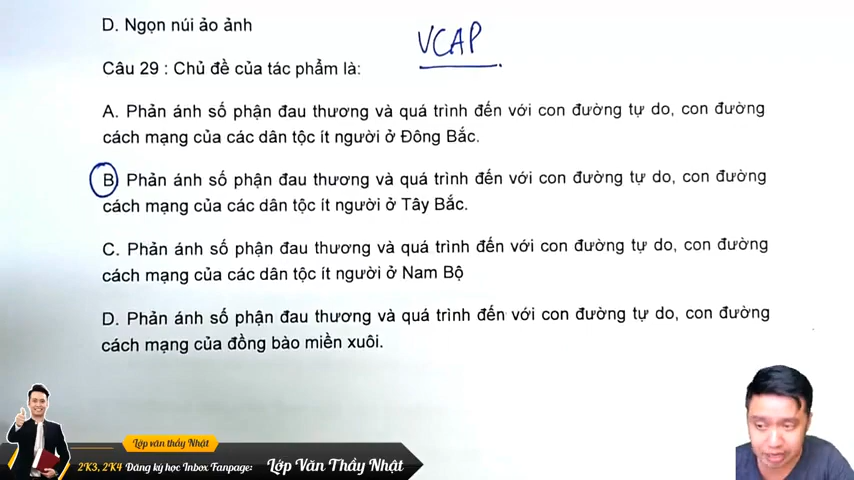 D. Ngọn núi ảo ảnh
VCAP
Câu 29 : Chủ đề của tác phẩm là:
A. Phản ánh số phận đau thương và quá trình đến với con đường tự do, con đường
cách mạng của các dân tộc ít người ở Đông Bắc.
B. Phản ánh số phận đau thương và quá trình đến với con đường tự do, con đường
cách mạng của các dân tộc ít người ở Tây Bắc.
C. Phản ánh số phận đau thương và quá trình đến với con đường tự do, con đường
cách mạng của các dân tộc ít người ở Nam Bộ
D. Phản ánh số phận đau thương và quá trình đến với con đường tự do, con đường
cách mạng của đồng bào miền xuôi.
Lớp văn thầy Nhật
2K3, 2K4 Đăng ký học Inbox Fanpage: Lớp Văn Thầy Nhật